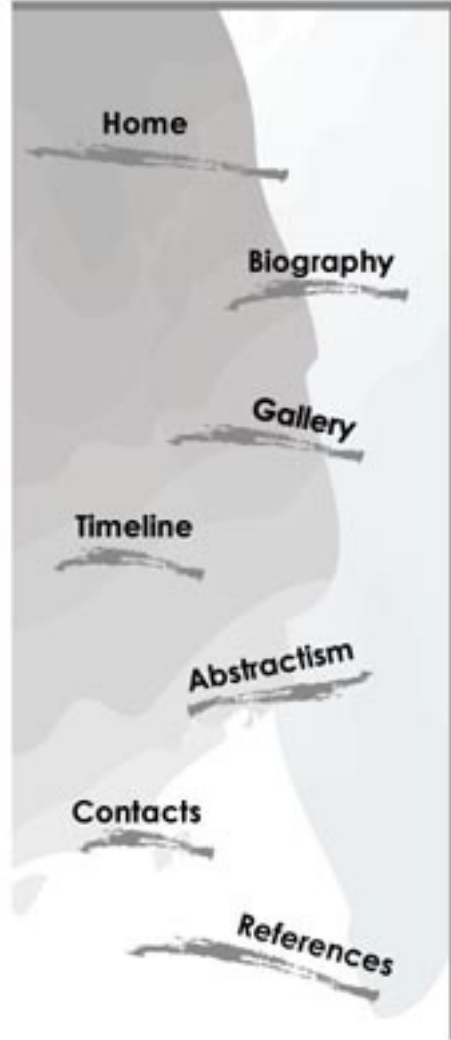 Home
Biography
Gallery
Timeline
Abstractism
Contacts
References